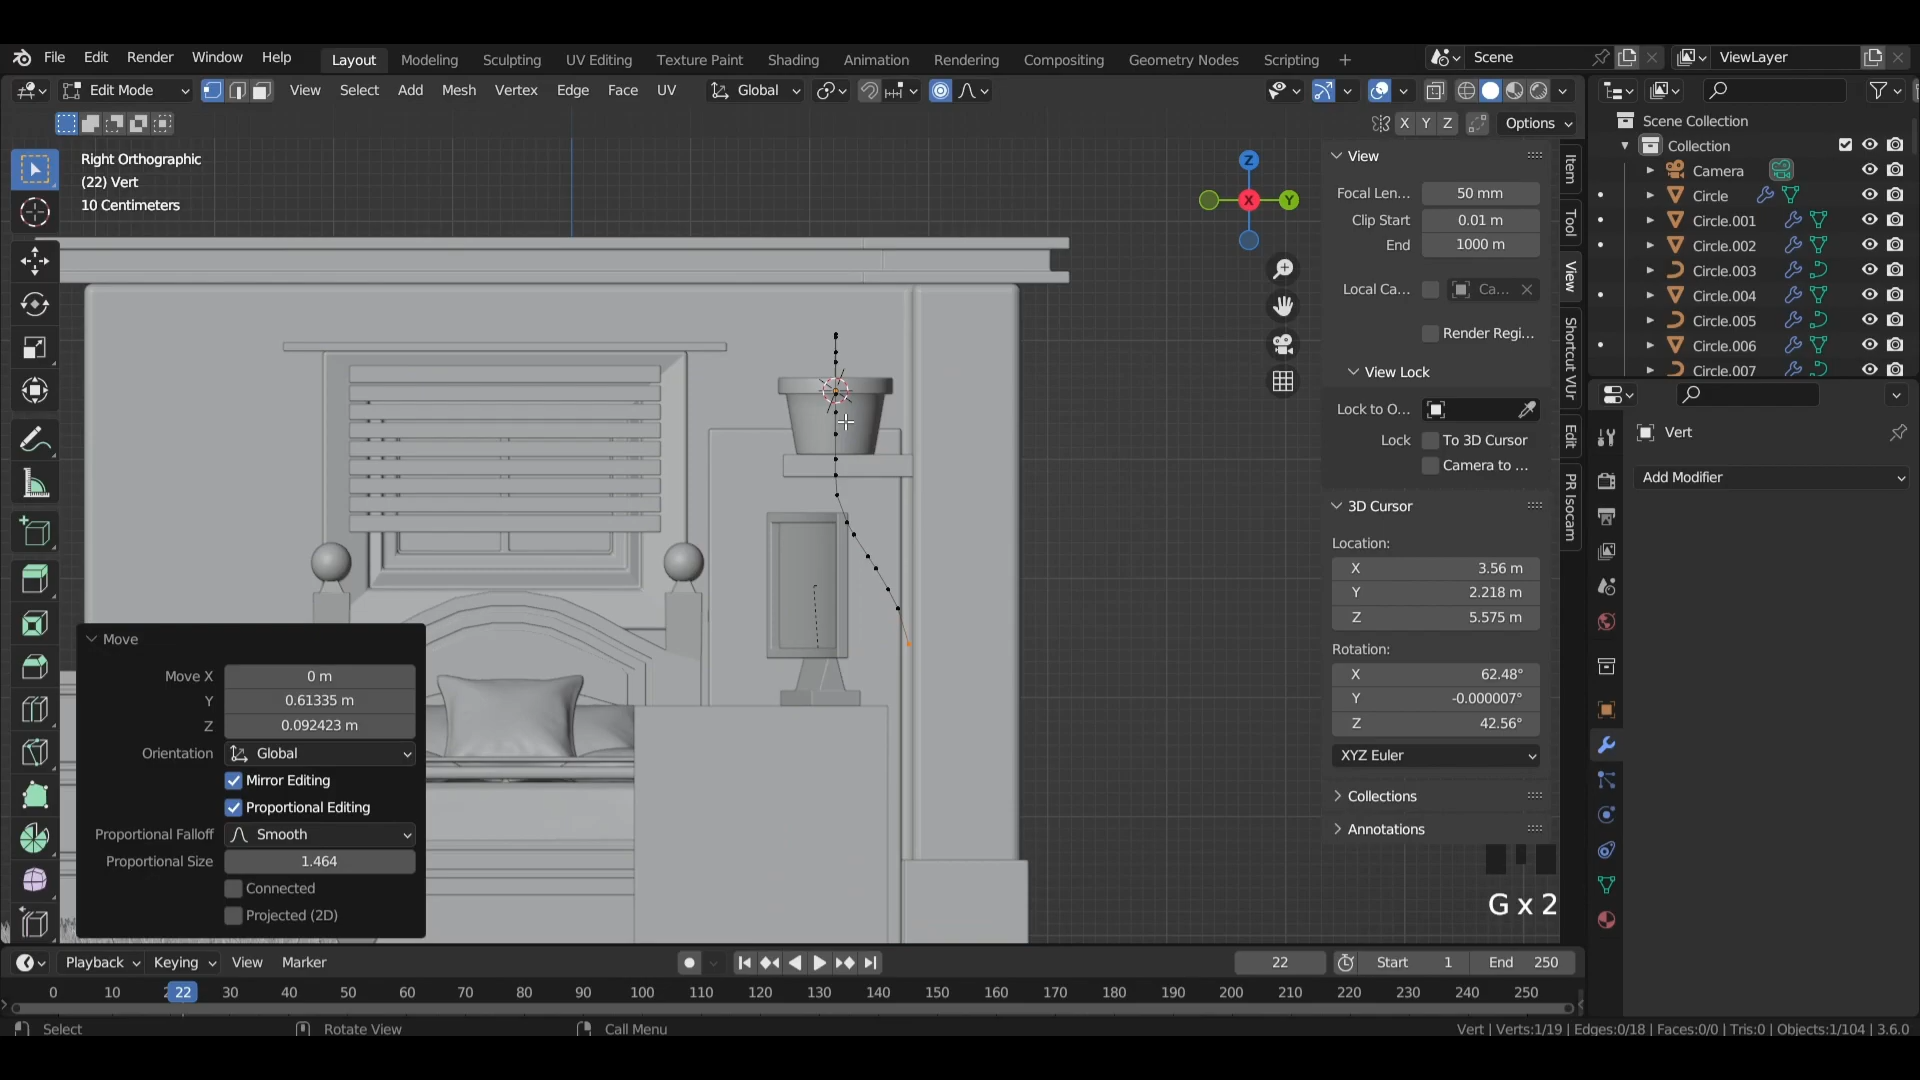 File Edit Render Window Help Layout Modeling Sculpting UV Editing Texture Paint Shading Animation Rendering Compositing Geometry Nodes Scripting + Scene ViewLayer
Edit Mode View Select Add Mesh Vertex Edge Face UV Global
X Y Z Options
Right Orthographic
(22) Vert
10 Centimeters
Z
X Y
View
Focal Len... 50 mm
Clip Start 0.01 m
End 1000 m
Local Ca... Ca...
Render Regi...
View Lock
Lock to O...
Lock To 3D Cursor
Camera to ...
3D Cursor
Location:
X 3.56 m
Y 2.218 m
Z 5.575 m
Rotation:
X 62.48°
Y -0.000007°
Z 42.56°
XYZ Euler
Collections
Annotations
Item
Tool
View
Shortcut VUr
Edit
PR Isocam
Scene Collection
Collection
Camera
Circle
Circle.001
Circle.002
Circle.003
Circle.004
Circle.005
Circle.006
Circle.007
Vert
Add Modifier
Move
Move X 0 m
Y 0.61335 m
Z 0.092423 m
Orientation Global
Mirror Editing
Proportional Editing
Proportional Falloff Smooth
Proportional Size 1.464
Connected
Projected (2D)
G x 2
Playback Keying View Marker 22 Start 1 End 250
0 10 22 30 40 50 60 70 80 90 100 110 120 130 140 150 160 170 180 190 200 210 220 230 240 250
Select Rotate View Call Menu Vert | Verts:1/19 | Edges:0/18 | Faces:0/0 | Tris:0 | Objects:1/104 | 3.6.0